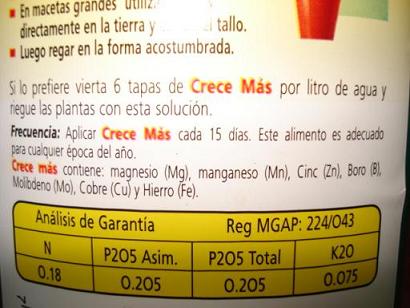 En macetas grandes utiliz
directamente en la tierra y al tallo.
Luego regar en la forma acostumbrada.
Si lo prefiere vierta 6 tapas de Crece Más por litro de agua y
riegue las plantas con esta solución.
Frecuencia: Aplicar Crece Más cada 15 días. Este alimento es adecuado
para cualquier época del año.
Crece más contiene: magnesio (Mg), manganeso (Mn), Cinc (Zn), Boro (B),
Molibdeno (Mo), Cobre (Cu) y Hierro (Fe).
Análisis de Garantía Reg MGAP: 224/043
N P2O5 Asim. P2O5 Total K2O
0.18 0.205 0.205 0.075